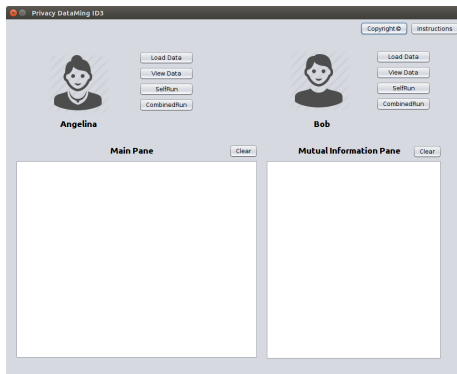 Privacy DataMing ID3
Copyright© Instructions
Load Data
View Data
SelfRun
CombinedRun
Angelina
Load Data
View Data
SelfRun
CombinedRun
Bob
Main Pane Clear
Mutual Information Pane Clear